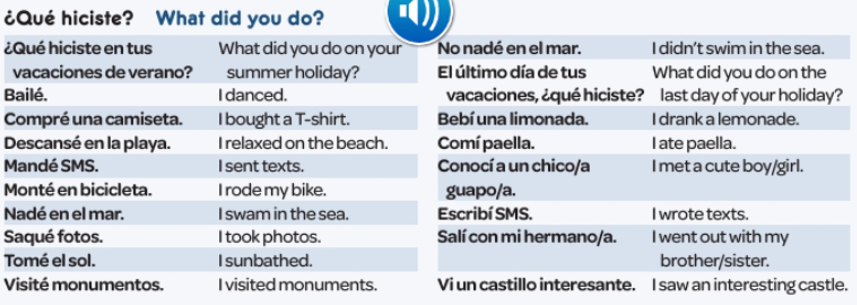 ¿Qué hiciste? What did you do?
¿Qué hiciste en tus What did you do on your
vacaciones de verano? summer holiday?
Bailé. I danced.
Compré una camiseta. I bought a T-shirt.
Descansé en la playa. I relaxed on the beach.
Mandé SMS. I sent texts.
Monté en bicicleta. I rode my bike.
Nadé en el mar. I swam in the sea.
Saqué fotos. I took photos.
Tomé el sol. I sunbathed.
Visité monumentos. I visited monuments.
No nadé en el mar. I didn't swim in the sea.
El último día de tus What did you do on the
vacaciones, ¿qué hiciste? last day of your holiday?
Bebí una limonada. I drank a lemonade.
Comí paella. I ate paella.
Conocí a un chico/a I met a cute boy/girl.
guapo/a.
Escribí SMS. I wrote texts.
Salí con mi hermano/a. I went out with my
brother/sister.
Vi un castillo interesante. I saw an interesting castle.